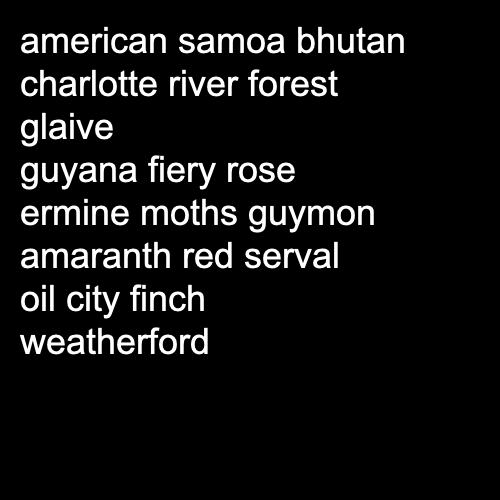 american samoa bhutan
charlotte river forest
glaive
guyana fiery rose
ermine moths guymon
amaranth red serval
oil city finch
weatherford